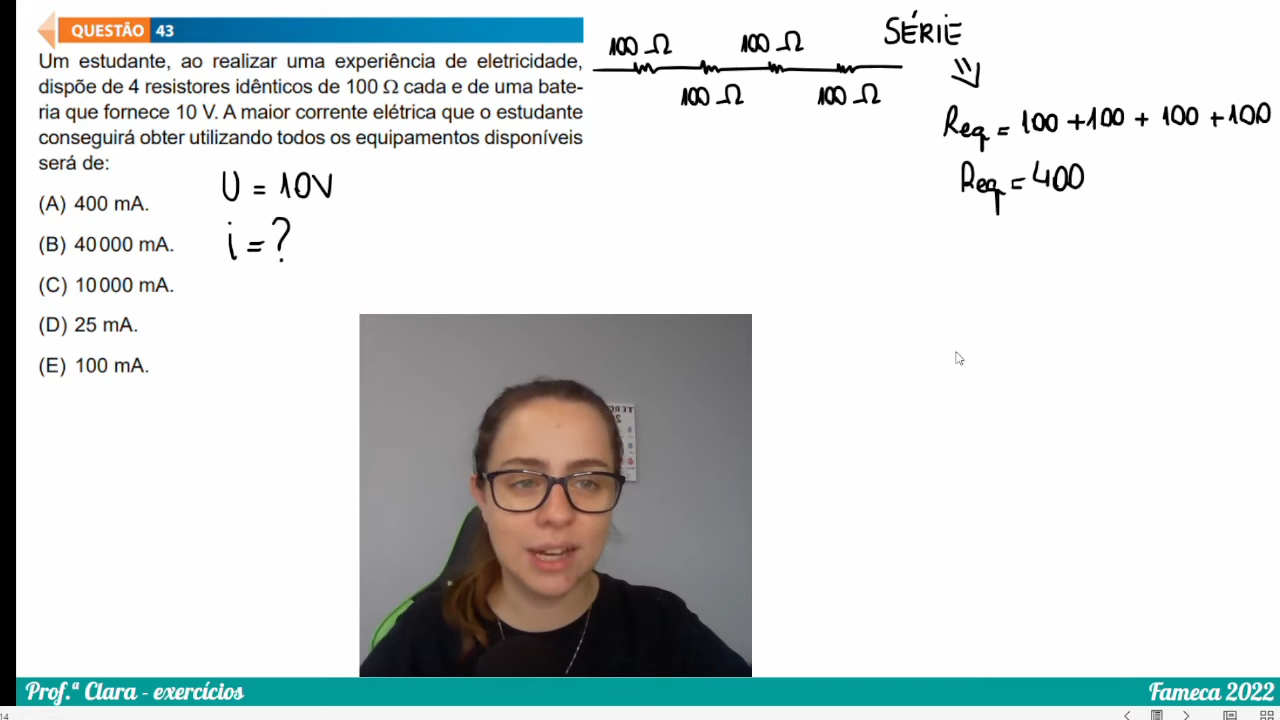 QUESTÃO 43
Um estudante, ao realizar uma experiência de eletricidade,
dispõe de 4 resistores idênticos de 100 Ω cada e de uma bate-
ria que fornece 10 V. A maior corrente elétrica que o estudante
conseguirá obter utilizando todos os equipamentos disponíveis
será de:
(A) 400 mA.
(B) 40 000 mA.
(C) 10 000 mA.
(D) 25 mA.
(E) 100 mA.
U = 10V
i = ?
100 Ω 100 Ω
100 Ω 100 Ω
SÉRIE
Req = 100 +100 + 100 +100
Req = 400
Prof.ª Clara - exercícios
Fameca 2022
14